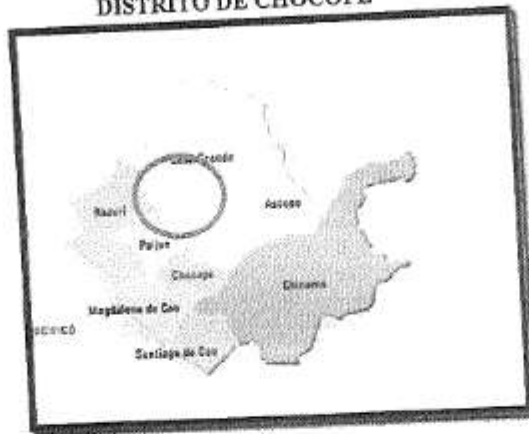 DISTRITO DE CHOCOPE
Casa Grande
Razuri
Ascope
Paijan
Chocope
Chicama
Magdalena de Cao
Santiago de Cao